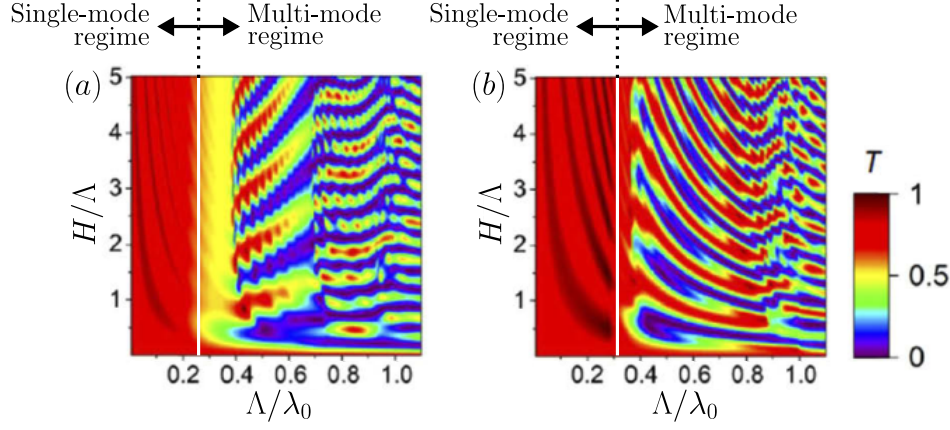 Single-mode regime
Multi-mode regime
Single-mode regime
Multi-mode regime
(a)
(b)
5
4
3
2
1
H/Λ
0.2 0.4 0.6 0.8 1.0
Λ/λ₀
5
4
3
2
1
H/Λ
0.2 0.4 0.6 0.8 1.0
Λ/λ₀
T
1
0.5
0